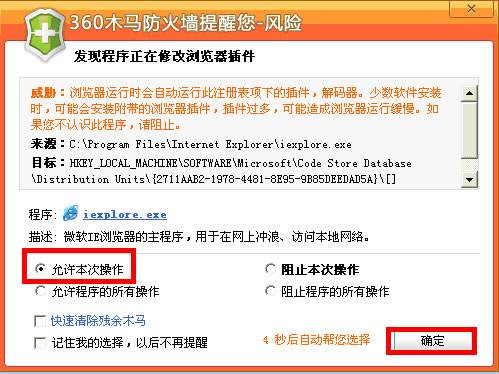 360木马防火墙提醒您-风险
发现程序正在修改浏览器插件
威胁：浏览器运行时会自动运行此注册表项下的插件，解码器。少数软件安装
时，可能会安装附带的浏览器插件，插件过多，可能造成浏览器运行缓慢。如
果您不认识此程序，请阻止。
来源：C:\Program Files\Internet Explorer\iexplore.exe
目标：HKEY_LOCAL_MACHINE\SOFTWARE\Microsoft\Code Store Database
\Distribution Units\{2711AAB2-1978-4481-8E95-9B85DEEDAD5A}\[]
程序: iexplore.exe
描述: 微软IE浏览器的主程序，用于在网上冲浪、访问本地网络。
允许本次操作 阻止本次操作
允许程序的所有操作 阻止程序的所有操作
快速清除残余木马
记住我的选择，以后不再提醒 4 秒后自动帮您选择 确定